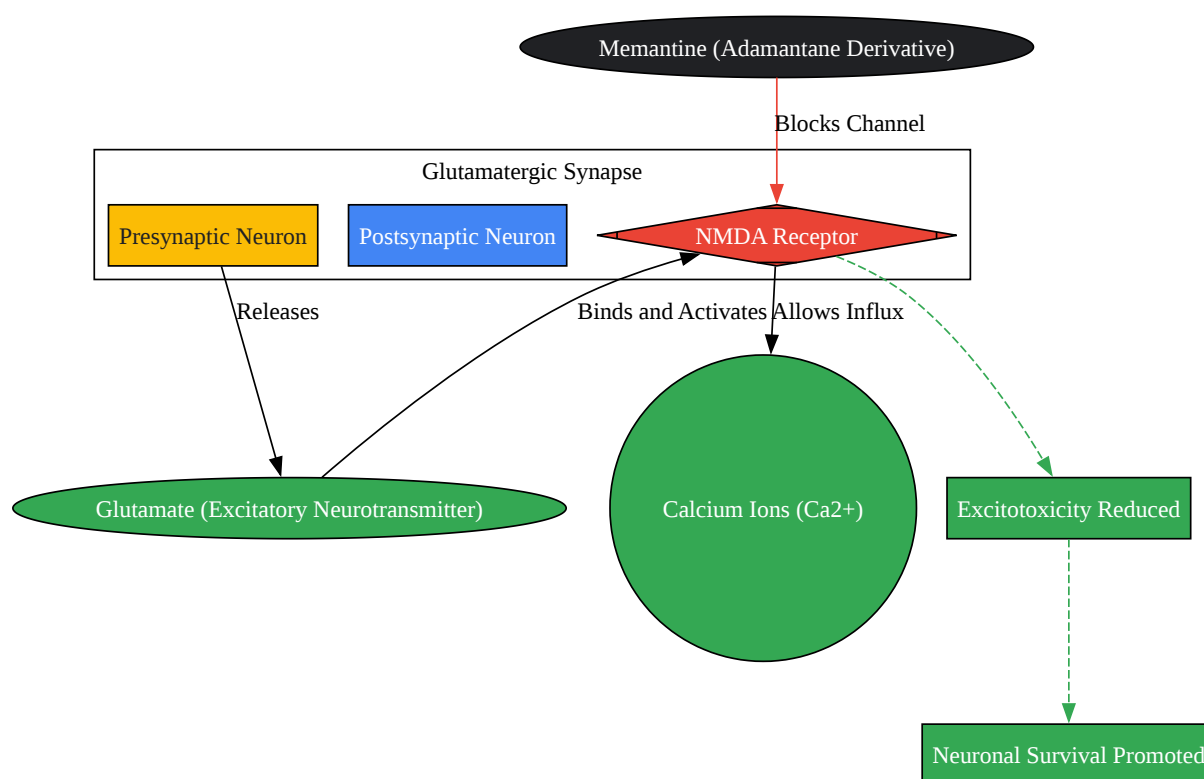 Memantine (Adamantane Derivative)
Blocks Channel
Glutamatergic Synapse
Presynaptic Neuron
Postsynaptic Neuron
NMDA Receptor
Releases
Binds and Activates
Allows Influx
Glutamate (Excitatory Neurotransmitter)
Calcium Ions (Ca2+)
Excitotoxicity Reduced
Neuronal Survival Promoted